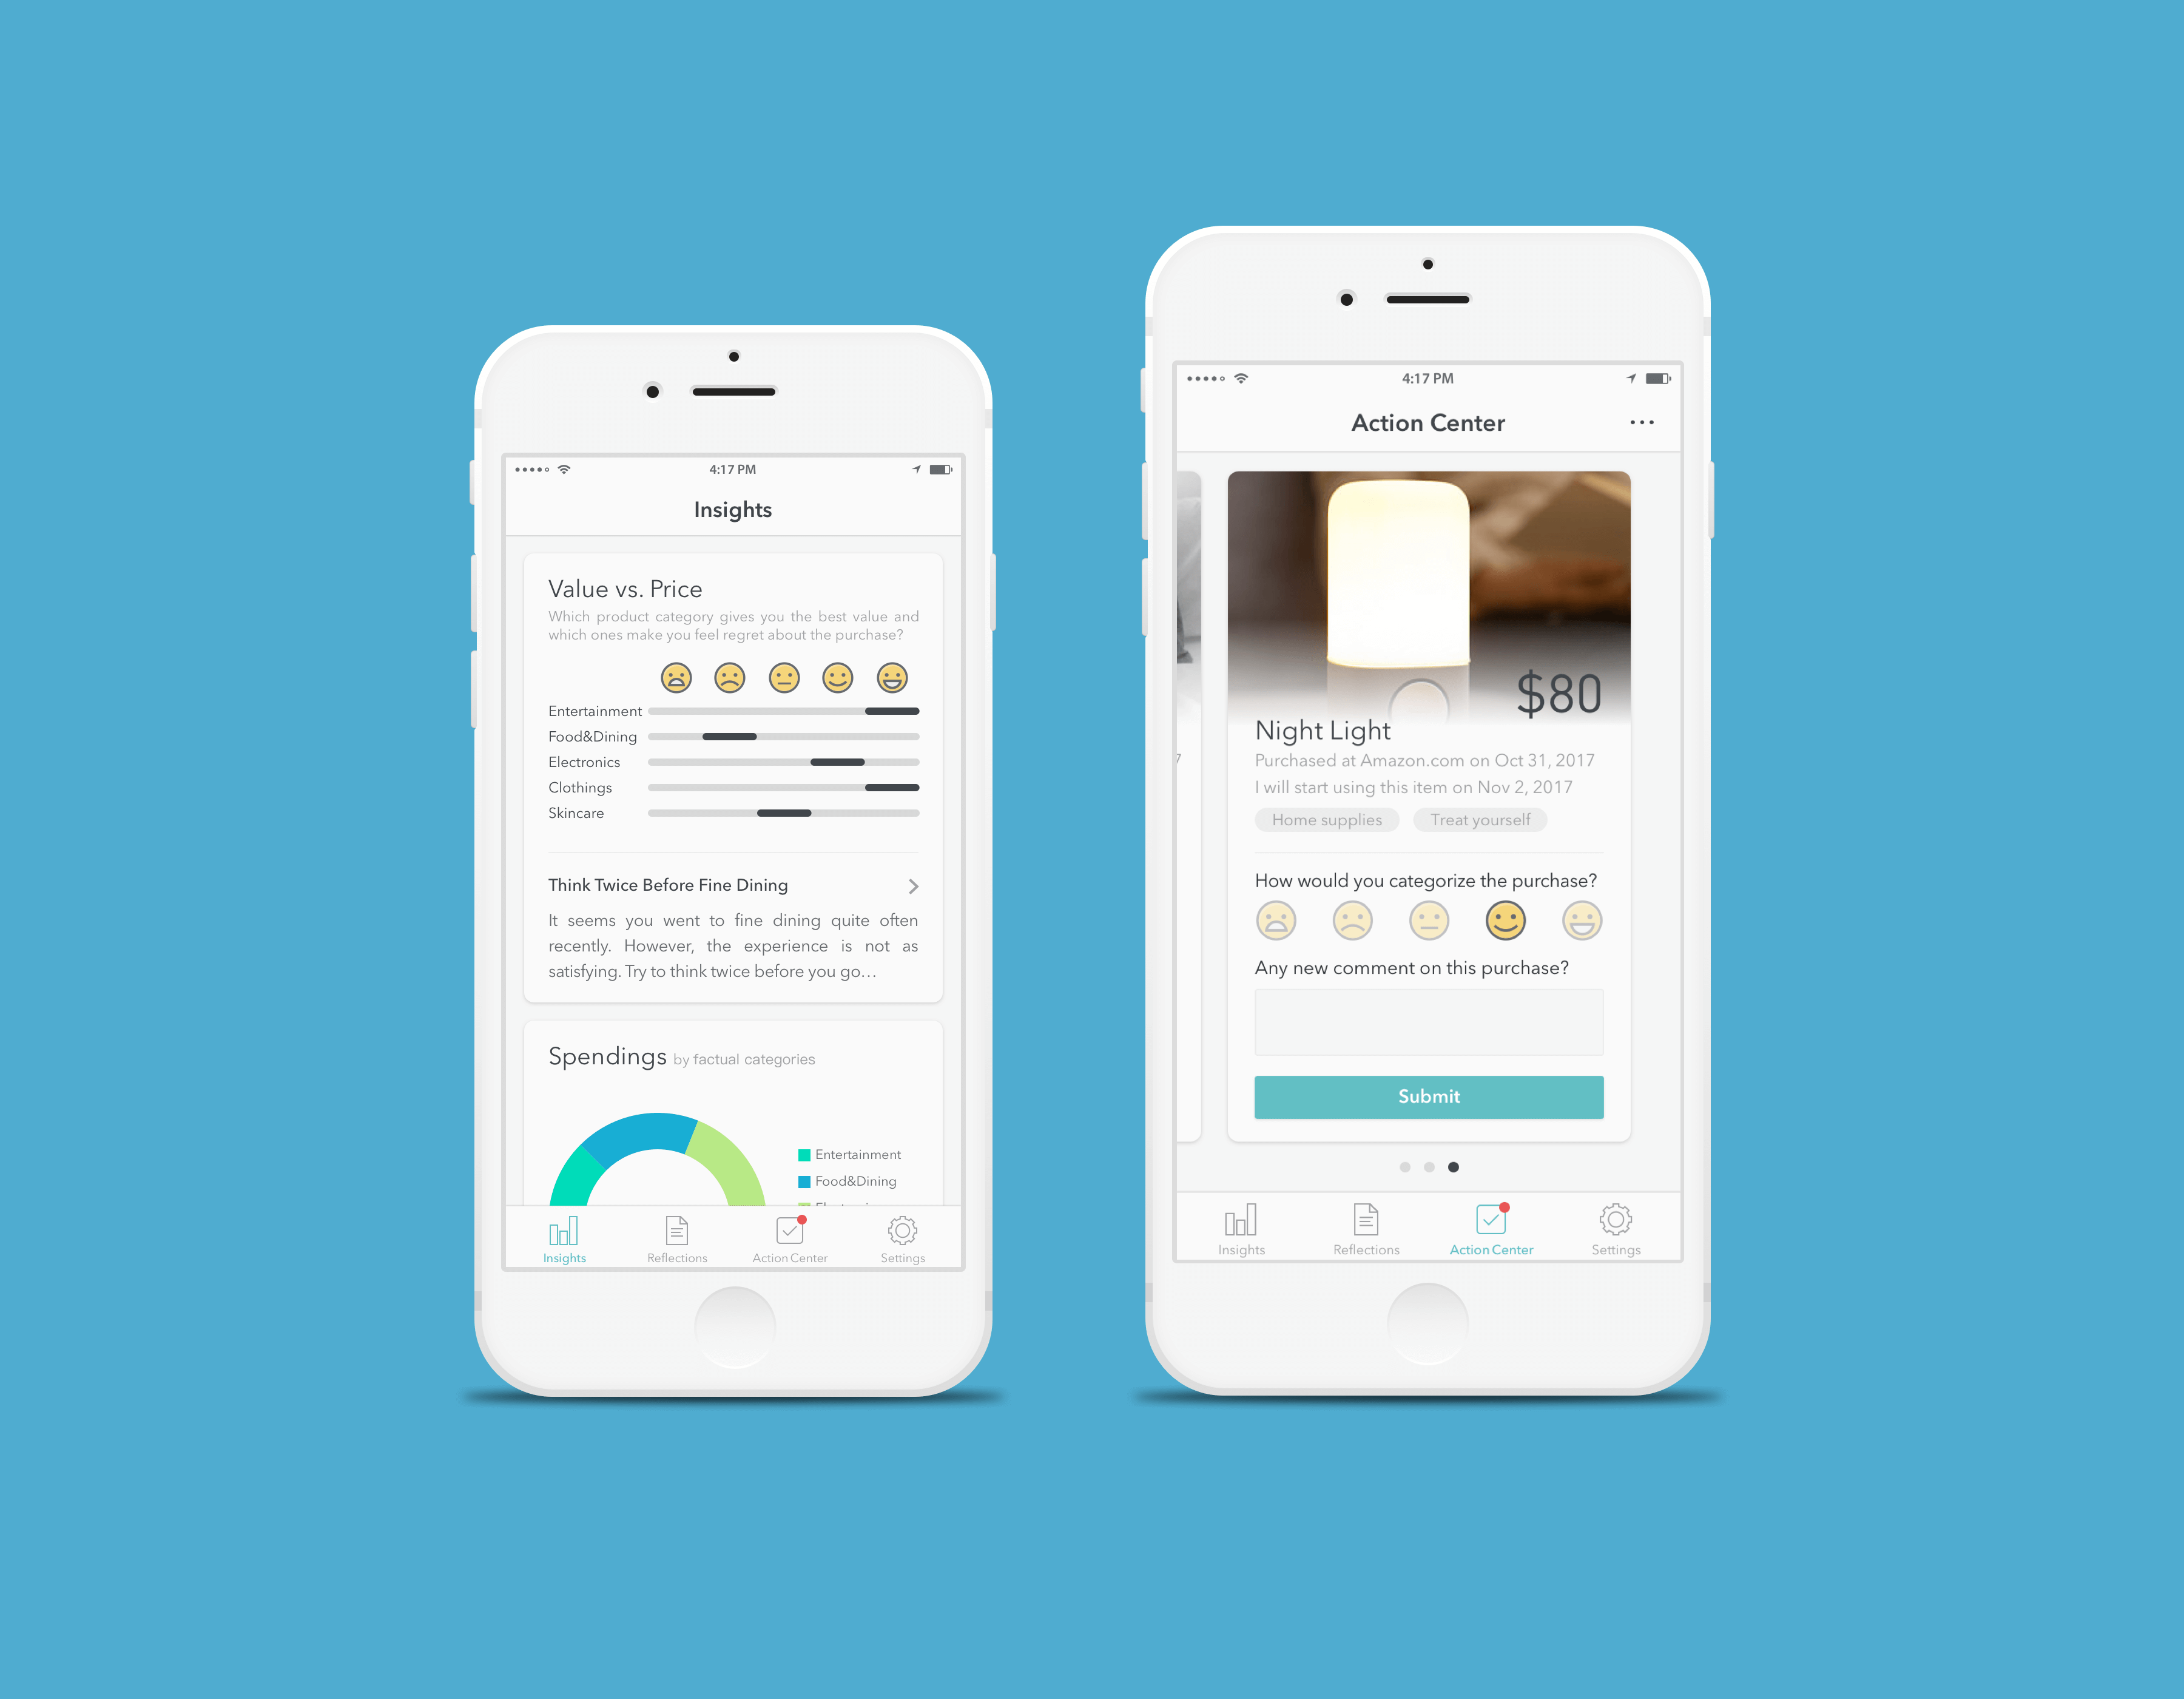 4:17 PM
Insights
Value vs. Price
Which product category gives you the best value and
which ones make you feel regret about the purchase?
Entertainment
Food&Dining
Electronics
Clothings
Skincare
Think Twice Before Fine Dining
It seems you went to fine dining quite often
recently. However, the experience is not as
satisfying. Try to think twice before you go...
Spendings by factual categories
Entertainment
Food&Dining
Insights
Reflections
Action Center
Settings
4:17 PM
Action Center
$80
Night Light
7
Purchased at Amazon.com on Oct 31, 2017
I will start using this item on Nov 2, 2017
Home supplies
Treat yourself
How would you categorize the purchase?
Any new comment on this purchase?
Submit
Insights
Reflections
Action Center
Settings